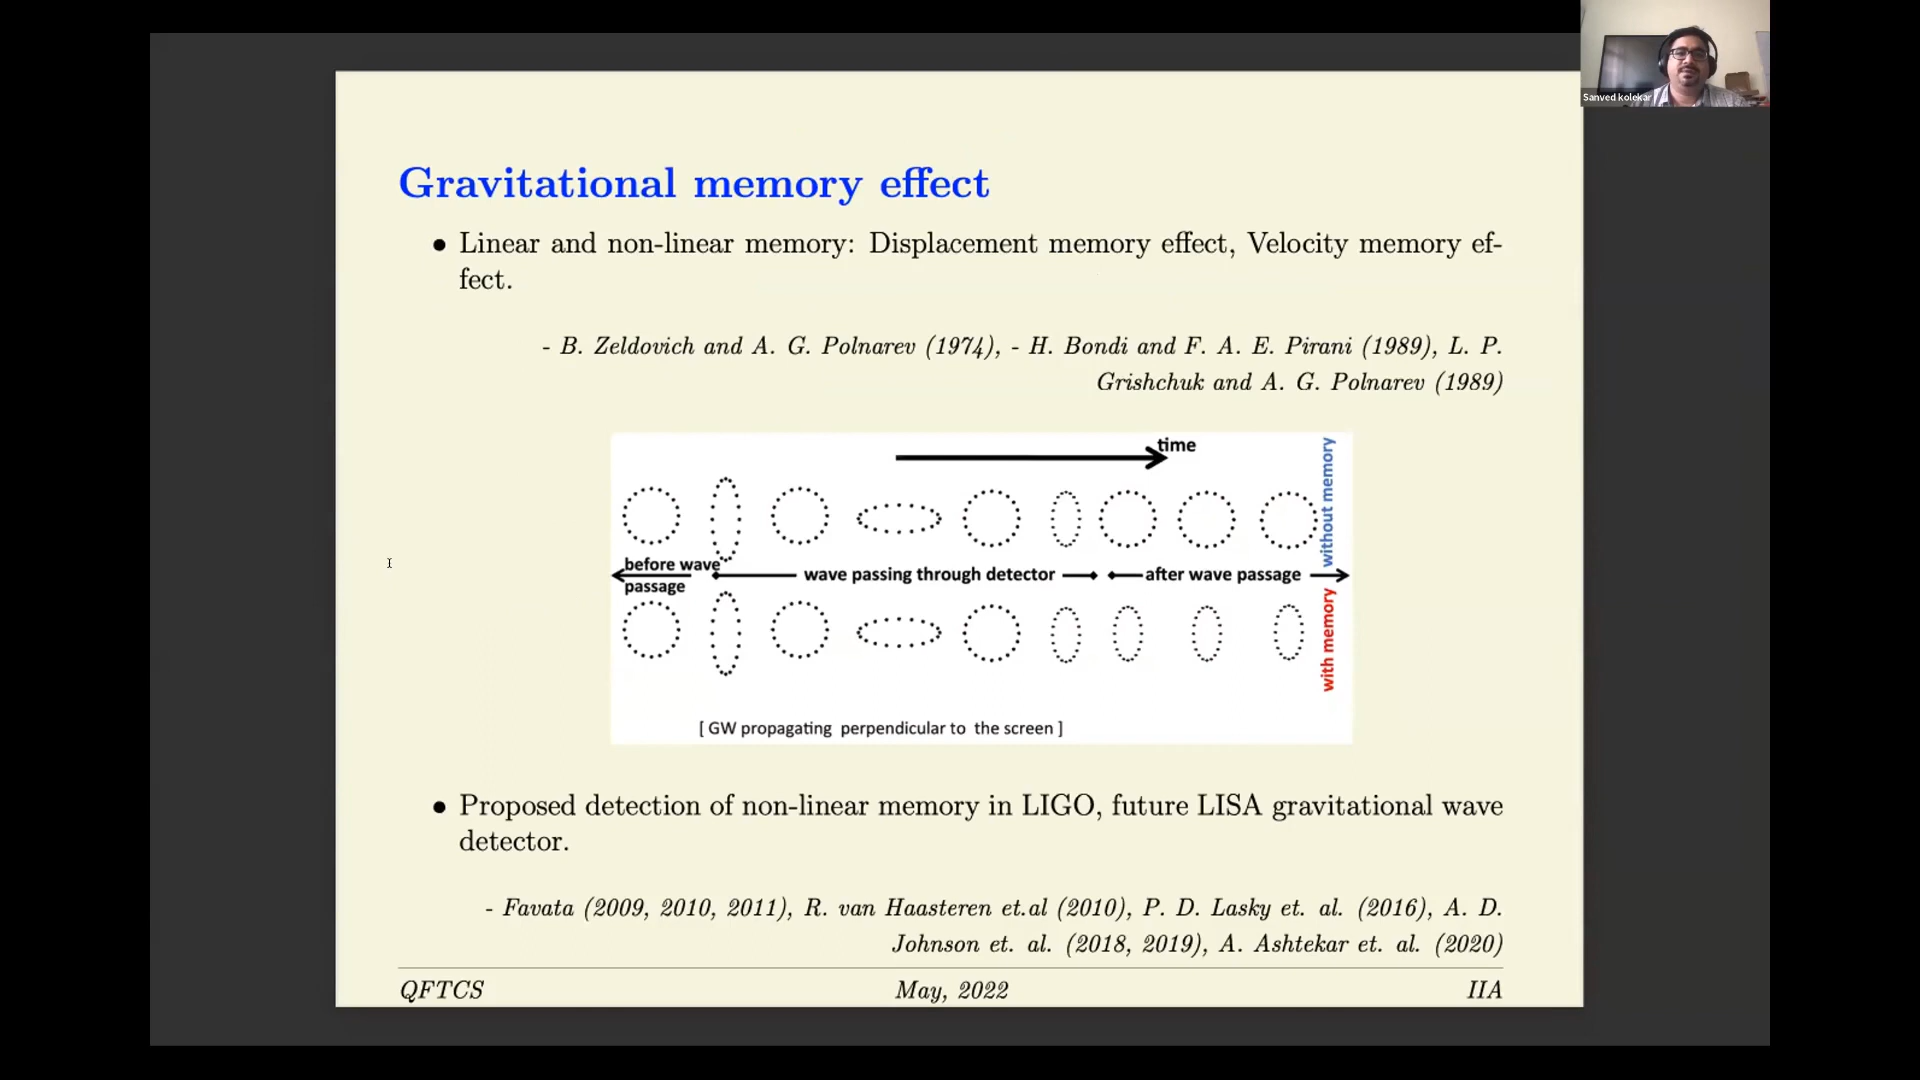 Sanved kolekar
Gravitational memory effect
● Linear and non-linear memory: Displacement memory effect, Velocity memory ef-
fect.
- B. Zeldovich and A. G. Polnarev (1974), - H. Bondi and F. A. E. Pirani (1989), L. P.
Grishchuk and A. G. Polnarev (1989)
time
without memory
before wave
passage
wave passing through detector
after wave passage
with memory
[ GW propagating perpendicular to the screen ]
● Proposed detection of non-linear memory in LIGO, future LISA gravitational wave
detector.
- Favata (2009, 2010, 2011), R. van Haasteren et.al (2010), P. D. Lasky et. al. (2016), A. D.
Johnson et. al. (2018, 2019), A. Ashtekar et. al. (2020)
QFTCS May, 2022 IIA